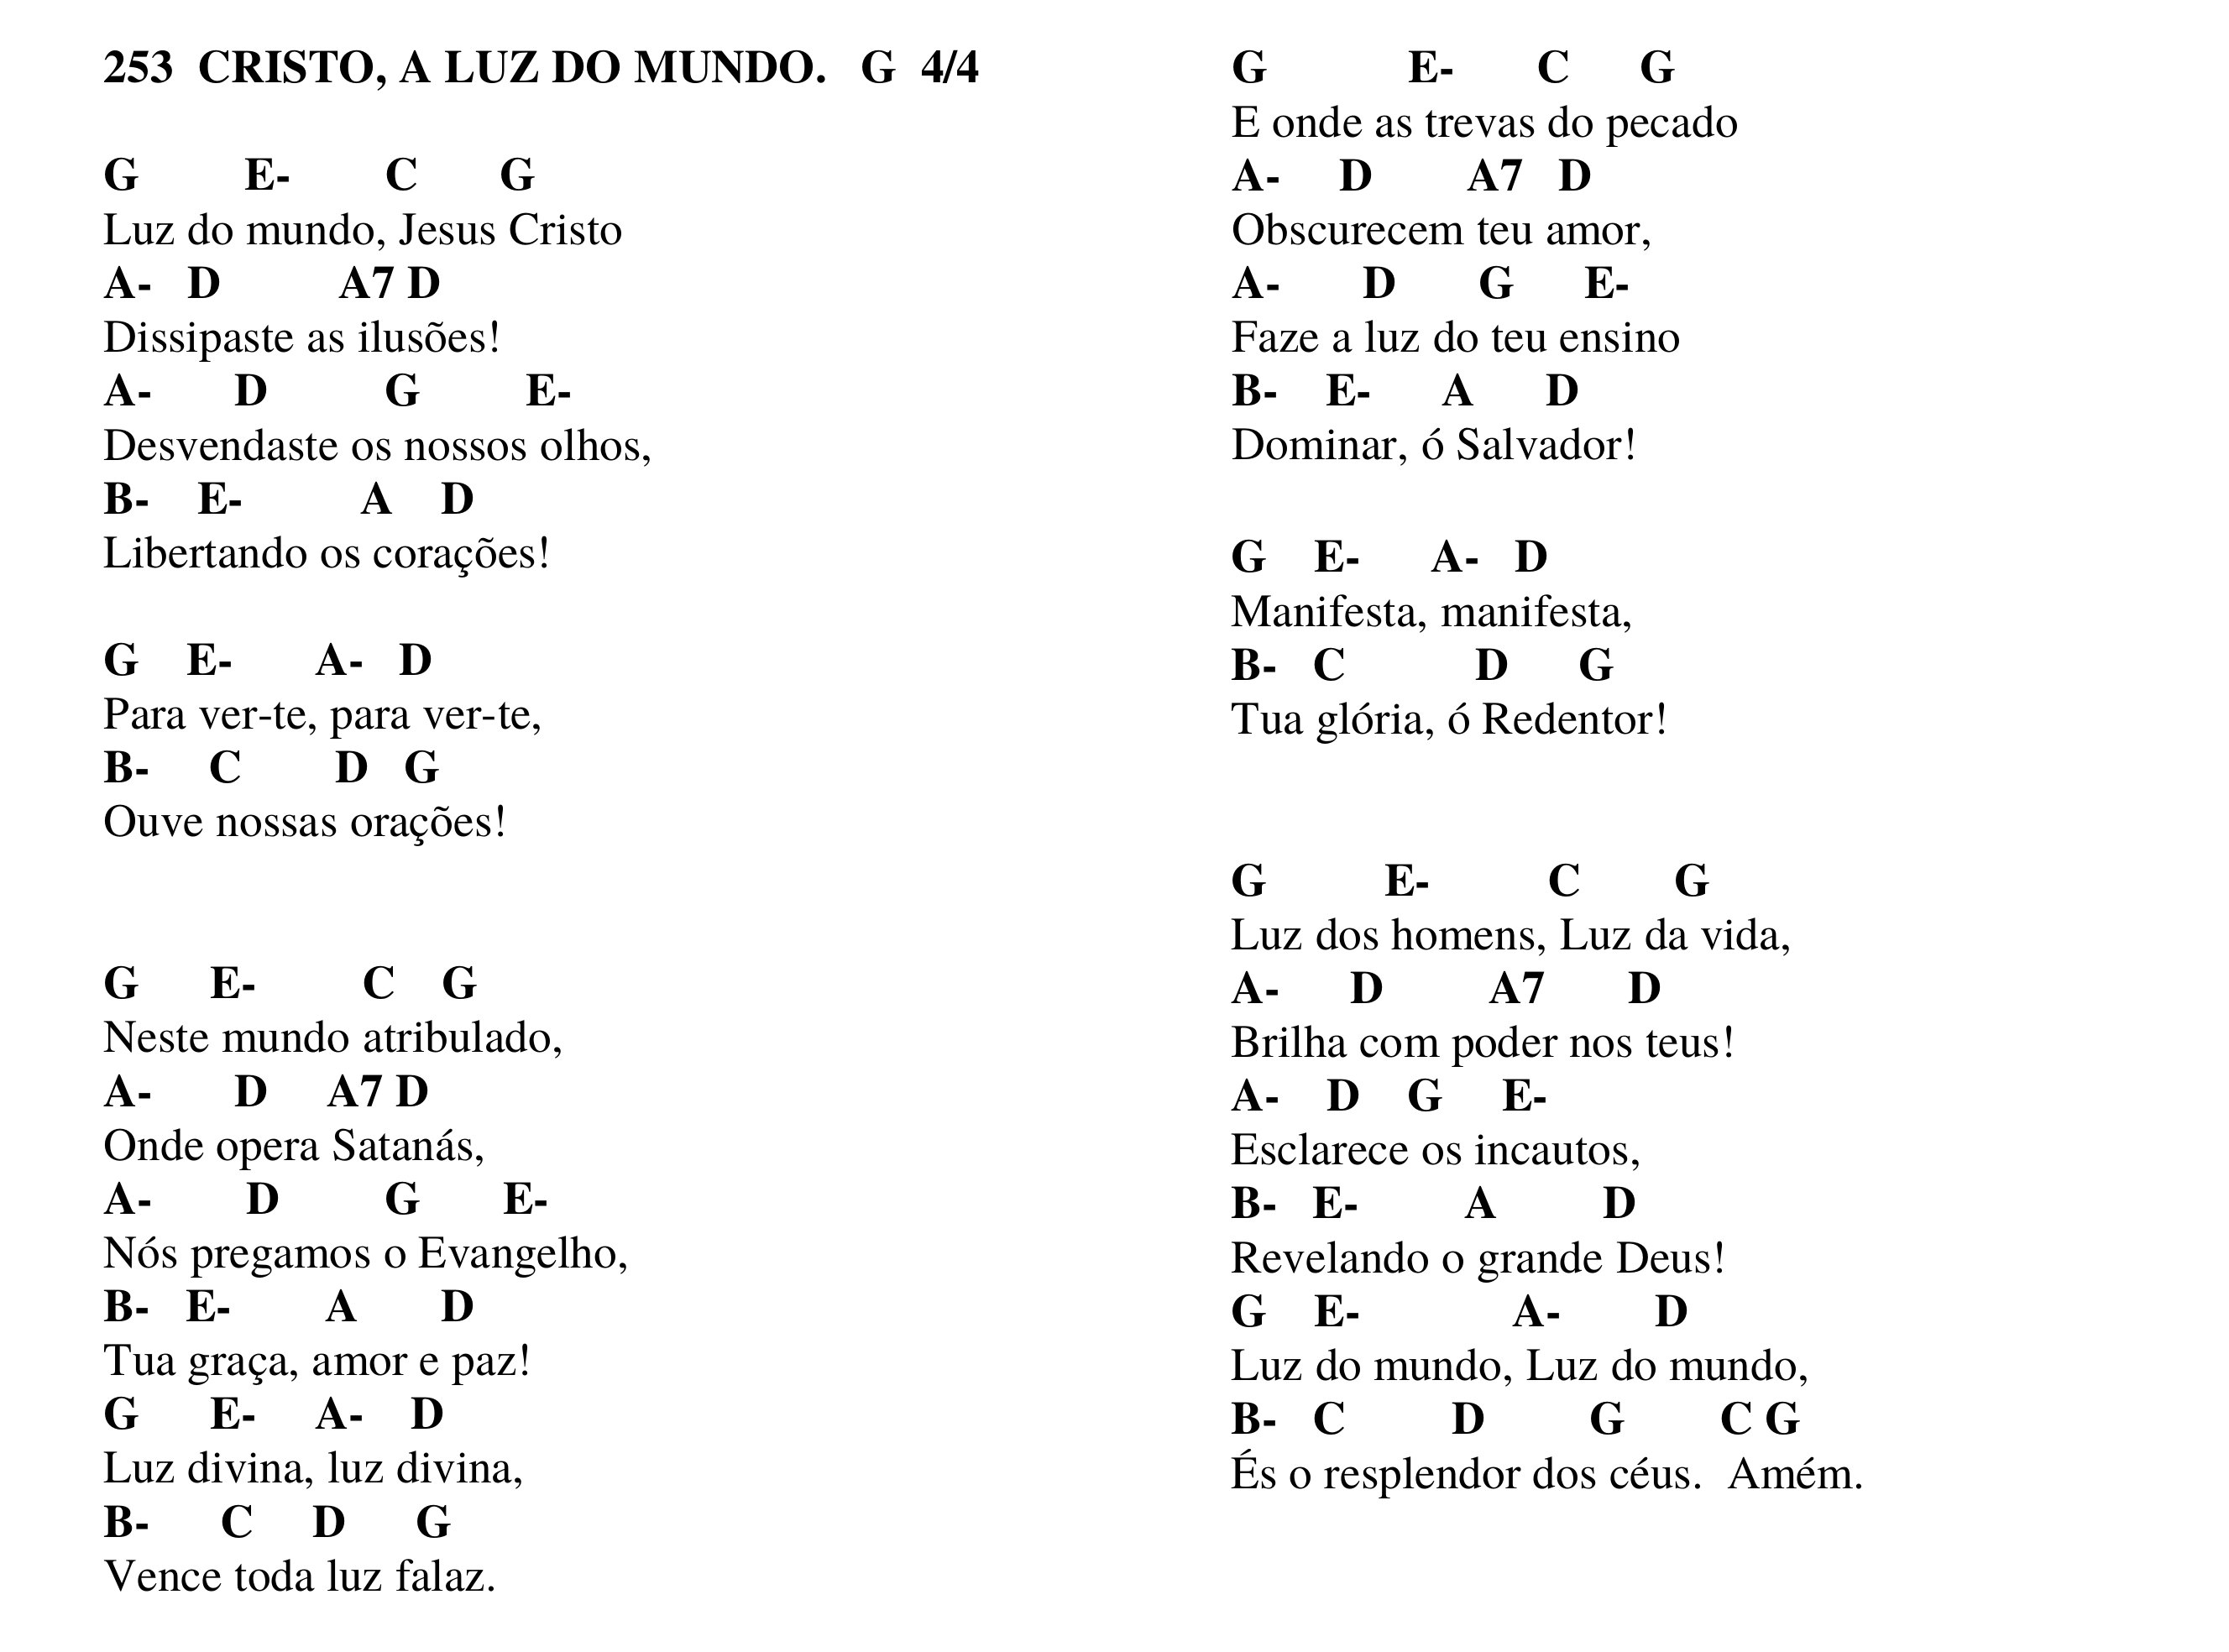 253  CRISTO, A LUZ DO MUNDO.   G  4/4
G         E-        C       G
Luz do mundo, Jesus Cristo
A-   D          A7 D
Dissipaste as ilusões!
A-       D          G         E-
Desvendaste os nossos olhos,
B-    E-          A    D
Libertando os corações!
G    E-       A-   D
Para ver-te, para ver-te,
B-     C        D   G
Ouve nossas orações!
G      E-         C    G
Neste mundo atribulado,
A-       D     A7 D
Onde opera Satanás,
A-        D         G       E-
Nós pregamos o Evangelho,
B-   E-        A       D
Tua graça, amor e paz!
G      E-     A-    D
Luz divina, luz divina,
B-      C     D      G
Vence toda luz falaz.
G            E-       C      G
E onde as trevas do pecado
A-     D        A7   D
Obscurecem teu amor,
A-       D       G      E-
Faze a luz do teu ensino
B-    E-      A      D
Dominar, ó Salvador!
G    E-      A-   D
Manifesta, manifesta,
B-   C           D      G
Tua glória, ó Redentor!
G          E-          C        G
Luz dos homens, Luz da vida,
A-      D         A7       D
Brilha com poder nos teus!
A-    D    G     E-
Esclarece os incautos,
B-   E-         A         D
Revelando o grande Deus!
G    E-             A-        D
Luz do mundo, Luz do mundo,
B-   C         D         G        C G
És o resplendor dos céus.  Amém.